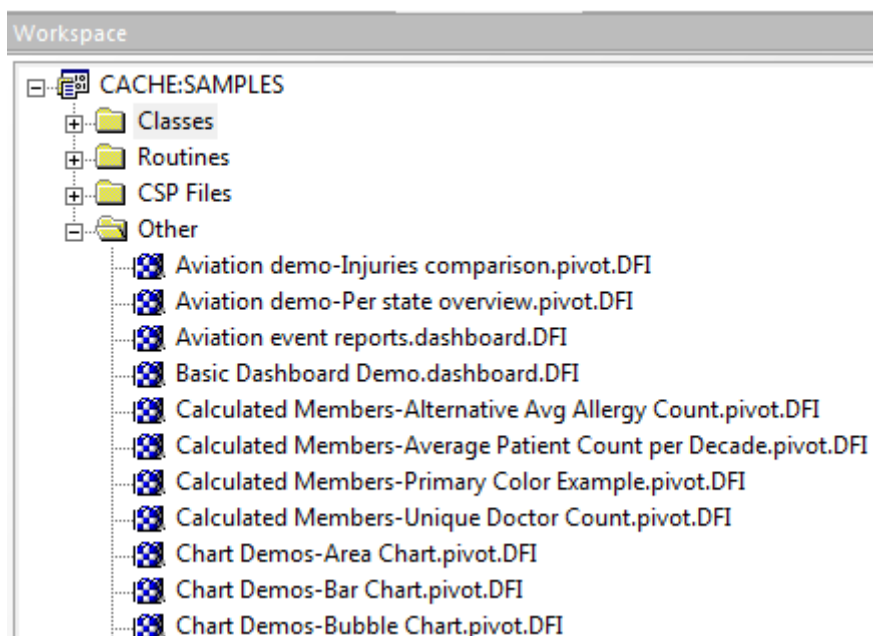 Workspace
CACHE:SAMPLES
Classes
Routines
CSP Files
Other
Aviation demo-Injuries comparison.pivot.DFI
Aviation demo-Per state overview.pivot.DFI
Aviation event reports.dashboard.DFI
Basic Dashboard Demo.dashboard.DFI
Calculated Members-Alternative Avg Allergy Count.pivot.DFI
Calculated Members-Average Patient Count per Decade.pivot.DFI
Calculated Members-Primary Color Example.pivot.DFI
Calculated Members-Unique Doctor Count.pivot.DFI
Chart Demos-Area Chart.pivot.DFI
Chart Demos-Bar Chart.pivot.DFI
Chart Demos-Bubble Chart.pivot.DFI